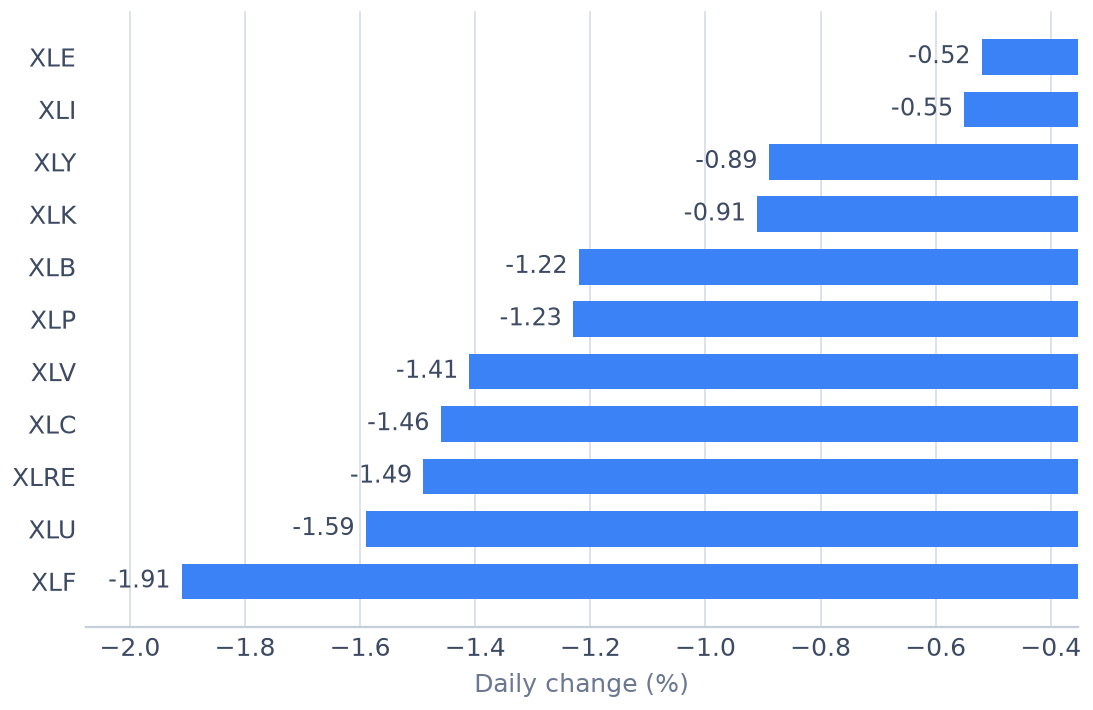 XLE -0.52
XLI -0.55
XLY -0.89
XLK -0.91
XLB -1.22
XLP -1.23
XLV -1.41
XLC -1.46
XLRE -1.49
XLU -1.59
XLF -1.91
−2.0 −1.8 −1.6 −1.4 −1.2 −1.0 −0.8 −0.6 −0.4
Daily change (%)